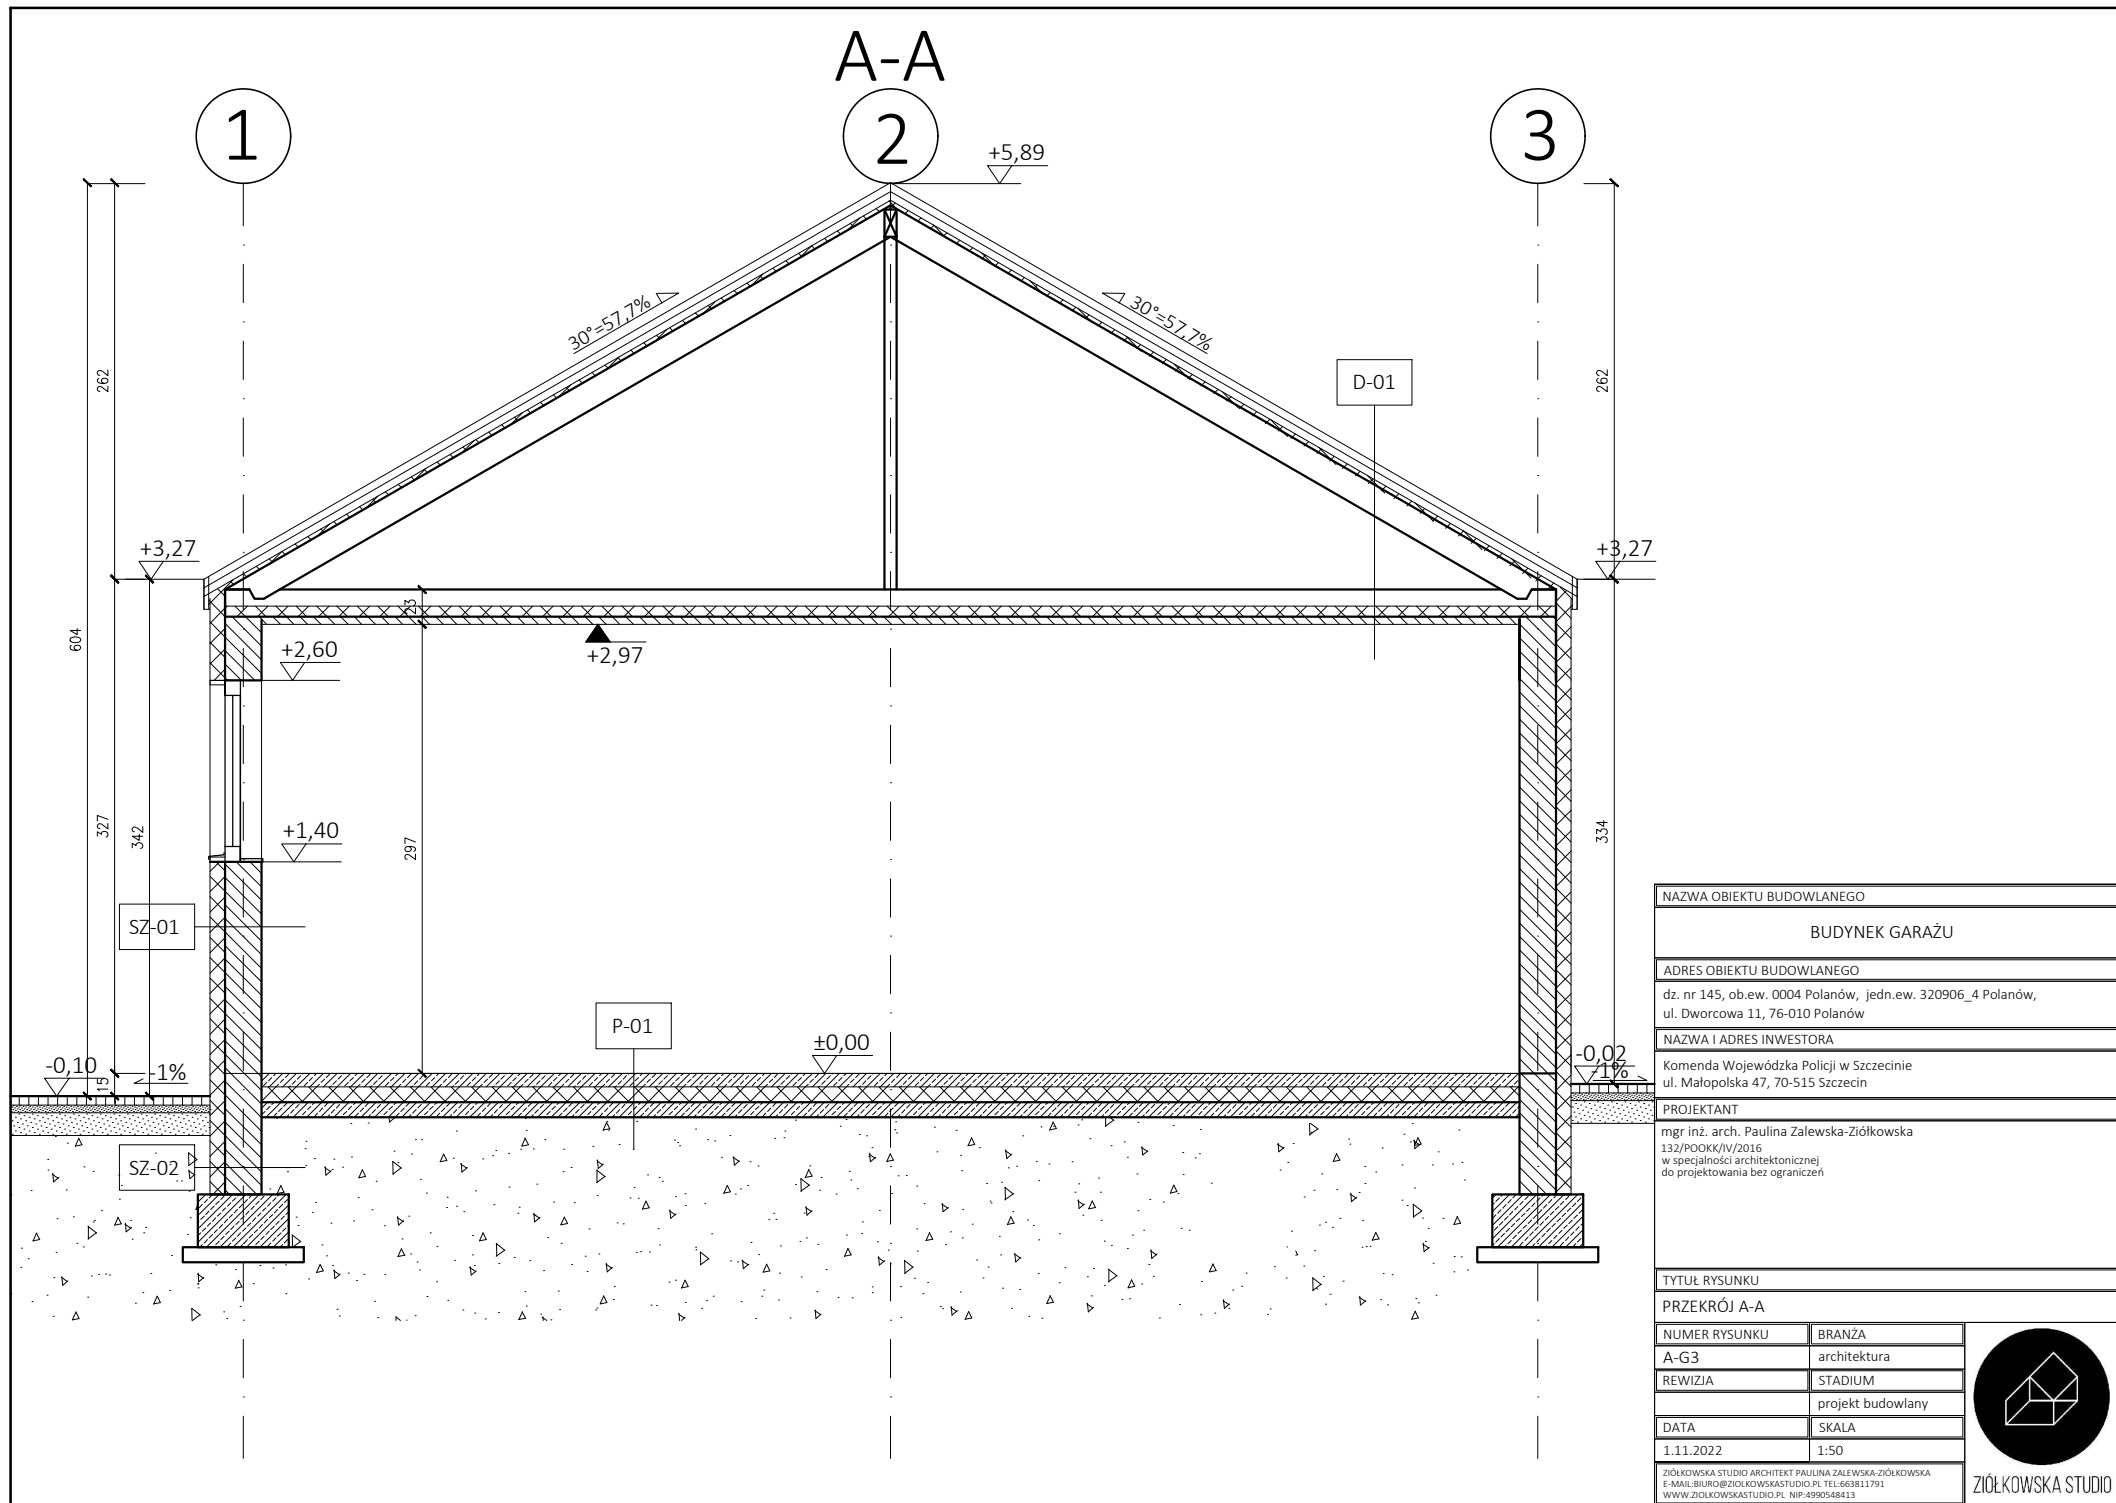 A-A
1
2
3
+5,89
30°=57,7%
30°=57,7%
262
262
D-01
+3,27
+3,27
23
604
+2,60
+2,97
327
342
+1,40
297
334
SZ-01
P-01
±0,00
-0,10
15
-1%
-0,02
-1%
SZ-02
NAZWA OBIEKTU BUDOWLANEGO
BUDYNEK GARAŻU
ADRES OBIEKTU BUDOWLANEGO
dz. nr 145, ob.ew. 0004 Polanów, jedn.ew. 320906_4 Polanów,
ul. Dworcowa 11, 76-010 Polanów
NAZWA I ADRES INWESTORA
Komenda Wojewódzka Policji w Szczecinie
ul. Małopolska 47, 70-515 Szczecin
PROJEKTANT
mgr inż. arch. Paulina Zalewska-Ziółkowska
132/POOKK/IV/2016
w specjalności architektonicznej
do projektowania bez ograniczeń
TYTUŁ RYSUNKU
PRZEKRÓJ A-A
NUMER RYSUNKU BRANŻA
A-G3 architektura
REWIZJA STADIUM
projekt budowlany
DATA SKALA
1.11.2022 1:50
ZIÓŁKOWSKA STUDIO ARCHITEKT PAULINA ZALEWSKA-ZIÓŁKOWSKA
E-MAIL:BIURO@ZIOLKOWSKASTUDIO.PL TEL:663811791
WWW.ZIOLKOWSKASTUDIO.PL NIP:4990548413
ZIÓŁKOWSKA STUDIO